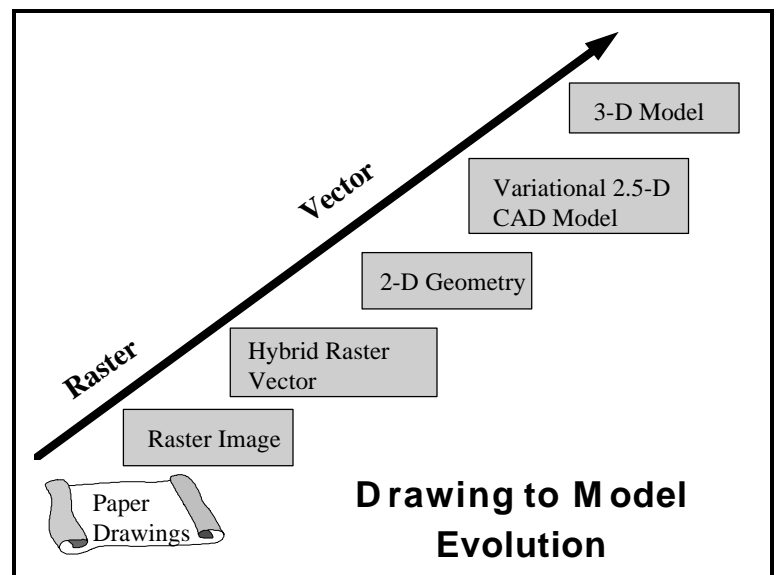 3-D Model
Variational 2.5-D
CAD Model
Vector
2-D Geometry
Hybrid Raster
Vector
Raster
Raster Image
Paper
Drawings
Drawing to Model
Evolution